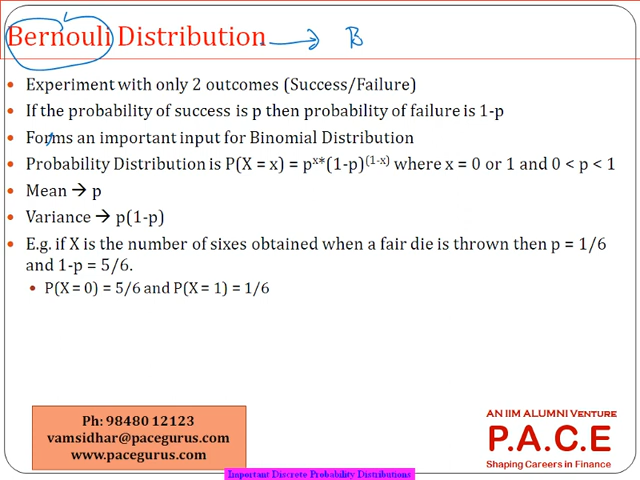 Bernouli Distribution → B
• Experiment with only 2 outcomes (Success/Failure)
• If the probability of success is p then probability of failure is 1-p
• Forms an important input for Binomial Distribution
• Probability Distribution is P(X = x) = p^x*(1-p)^(1-x) where x = 0 or 1 and 0 < p < 1
• Mean → p
• Variance → p(1-p)
• E.g. if X is the number of sixes obtained when a fair die is thrown then p = 1/6
and 1-p = 5/6.
• P(X = 0) = 5/6 and P(X = 1) = 1/6
Ph: 98480 12123
vamsidhar@pacegurus.com
www.pacegurus.com
AN IIM ALUMNI VENTURE
P.A.C.E
Shaping Careers in Finance
Important Discrete Probability Distributions